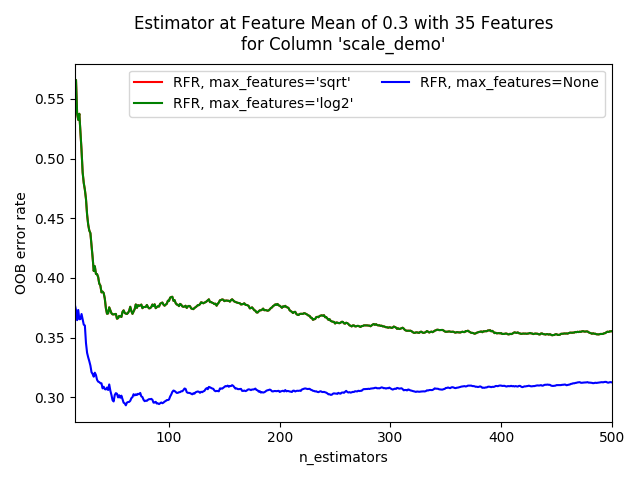 Estimator at Feature Mean of 0.3 with 35 Features
for Column 'scale_demo'
RFR, max_features='sqrt'
RFR, max_features='log2'
RFR, max_features=None
OOB error rate
0.55
0.50
0.45
0.40
0.35
0.30
100
200
300
400
500
n_estimators